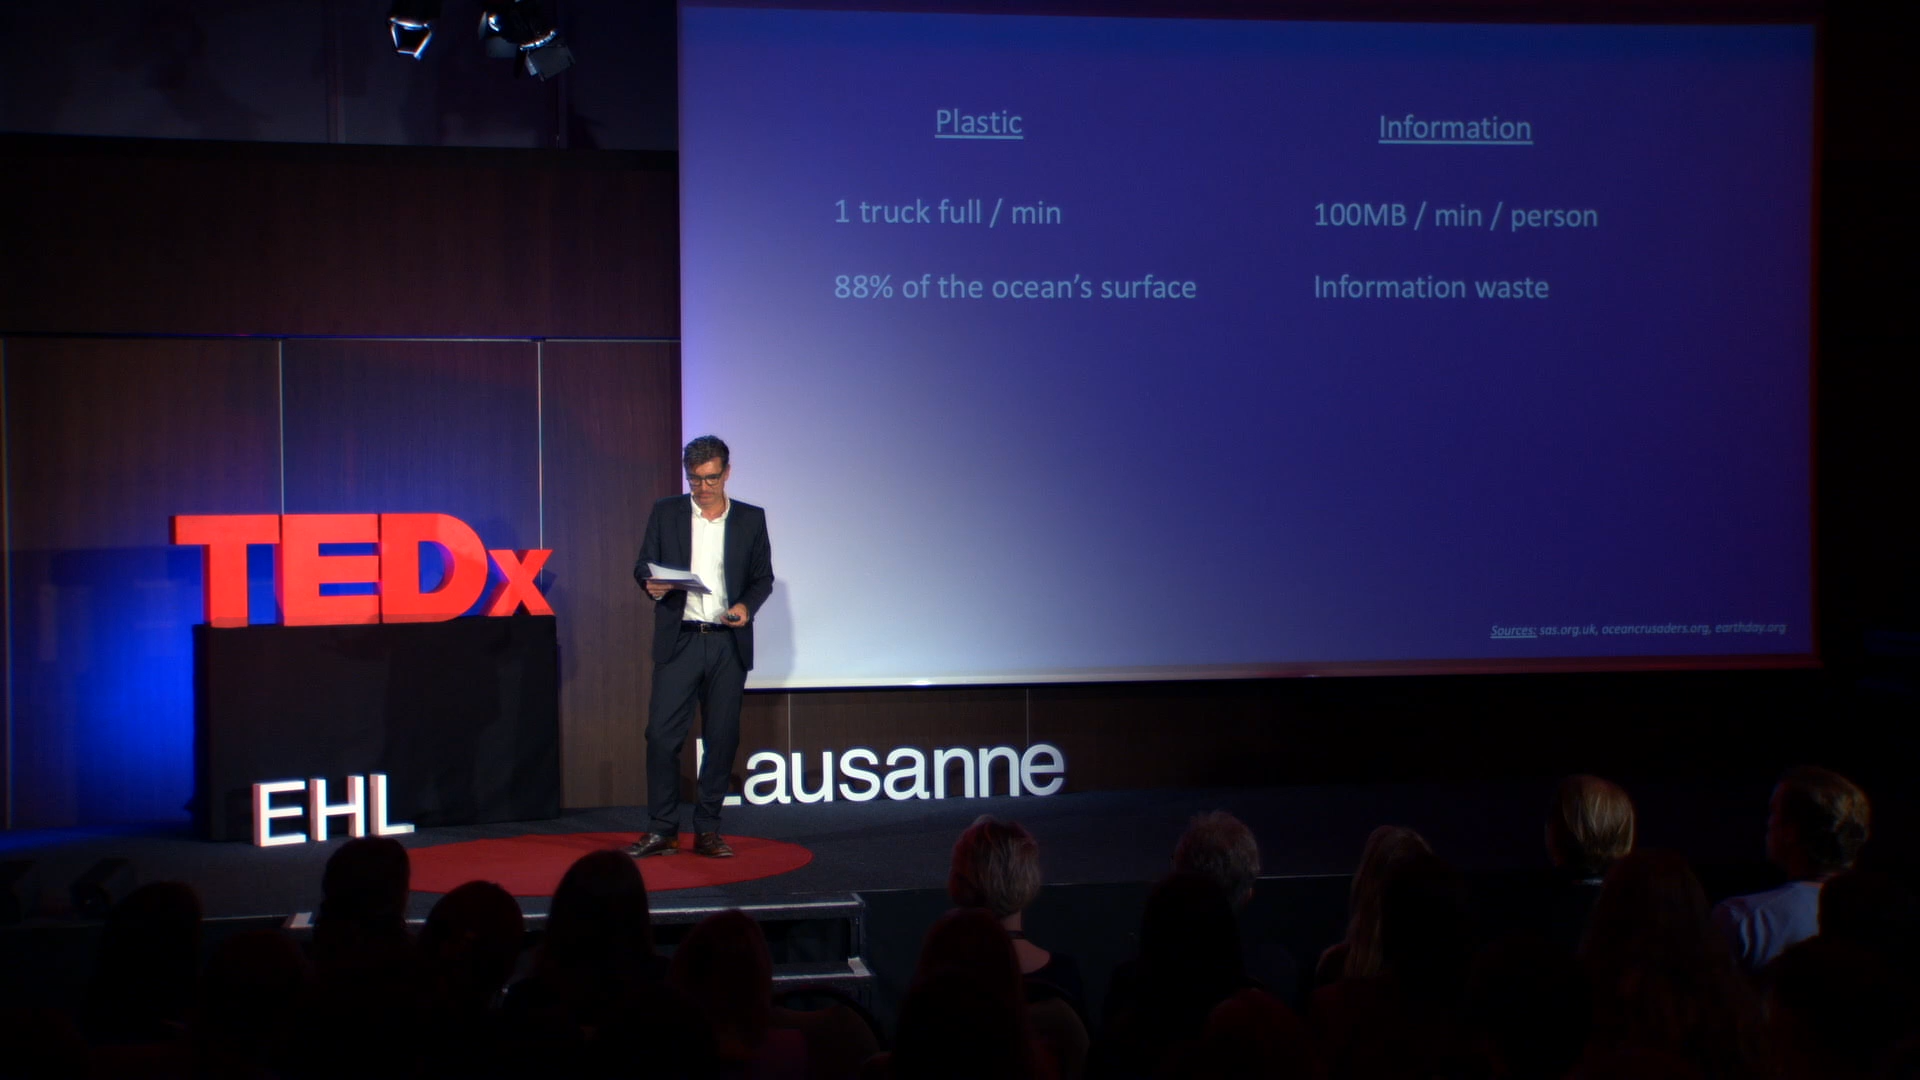 Plastic
Information
1 truck full / min
100MB / min / person
88% of the ocean's surface
Information waste
Sources: sas.org.uk, oceancrusaders.org, earthday.org
TEDx
EHL
Lausanne